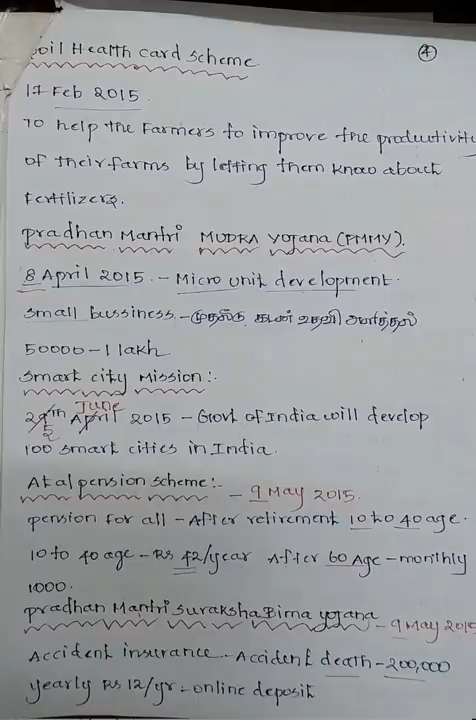 ④
Soil Health Card scheme
17 Feb 2015
To help the Farmers to improve the productivity
of their farms by letting them know about
Fertilizers.
pradhan Mantri MUDRA yojana (PMMY).
8 April 2015. - Micro unit development.
small bussiness - முதலீடு கடன் உதவி அளித்தல்
50000 - 1 lakh
smart city Mission :-
25th June 2015 - Govt of India will develop
100 smart cities in India.
Atal pension scheme :- - 9 May 2015.
pension for all - After retirement 10 to 40 age.
10 to 40 age - Rs 42/year After 60 Age - monthly
1000.
pradhan Mantri Suraksha Bima yojana - 9 May 2015
Accident insurance - Accident death - 200,000
yearly Rs 12/yr - online deposit